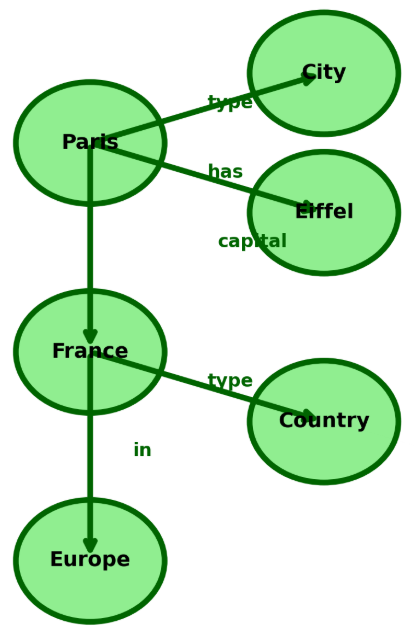 City
type
Paris
has
Eiffel
capital
France
type
Country
in
Europe